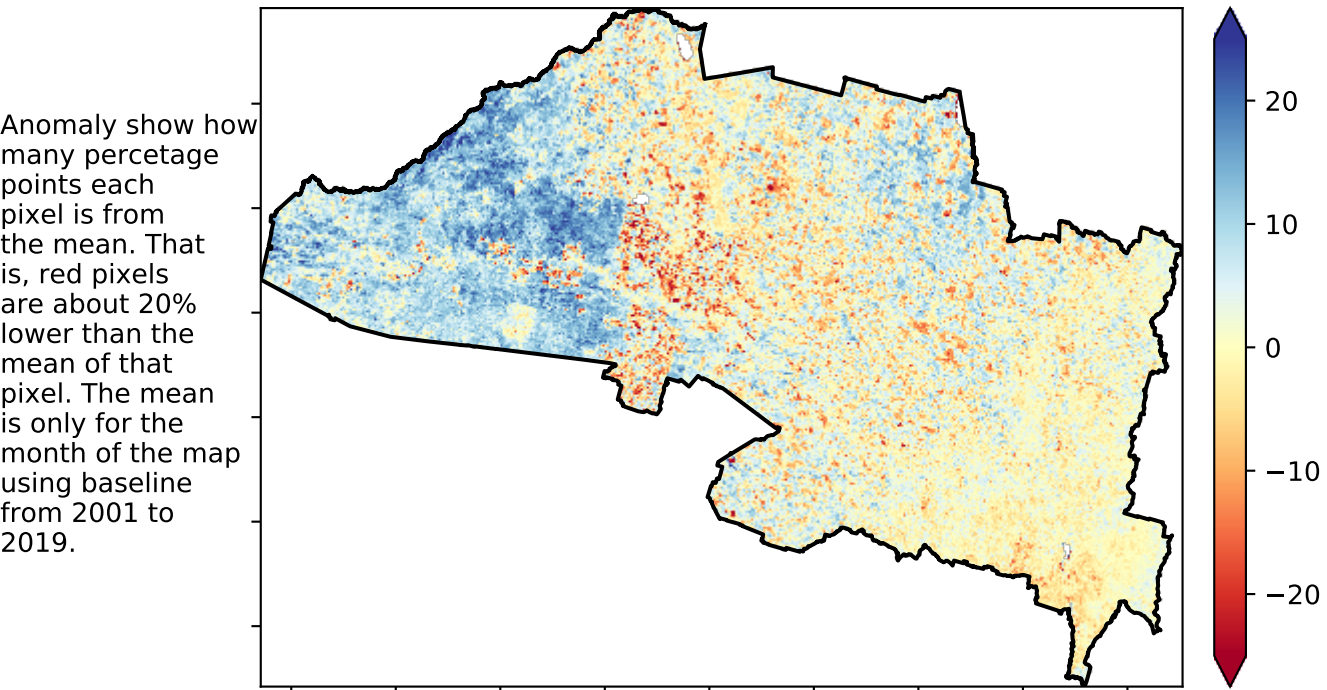 Anomaly show how
many percetage
points each
pixel is from
the mean. That
is, red pixels
are about 20%
lower than the
mean of that
pixel. The mean
is only for the
month of the map
using baseline
from 2001 to
2019.
20
10
0
−10
−20